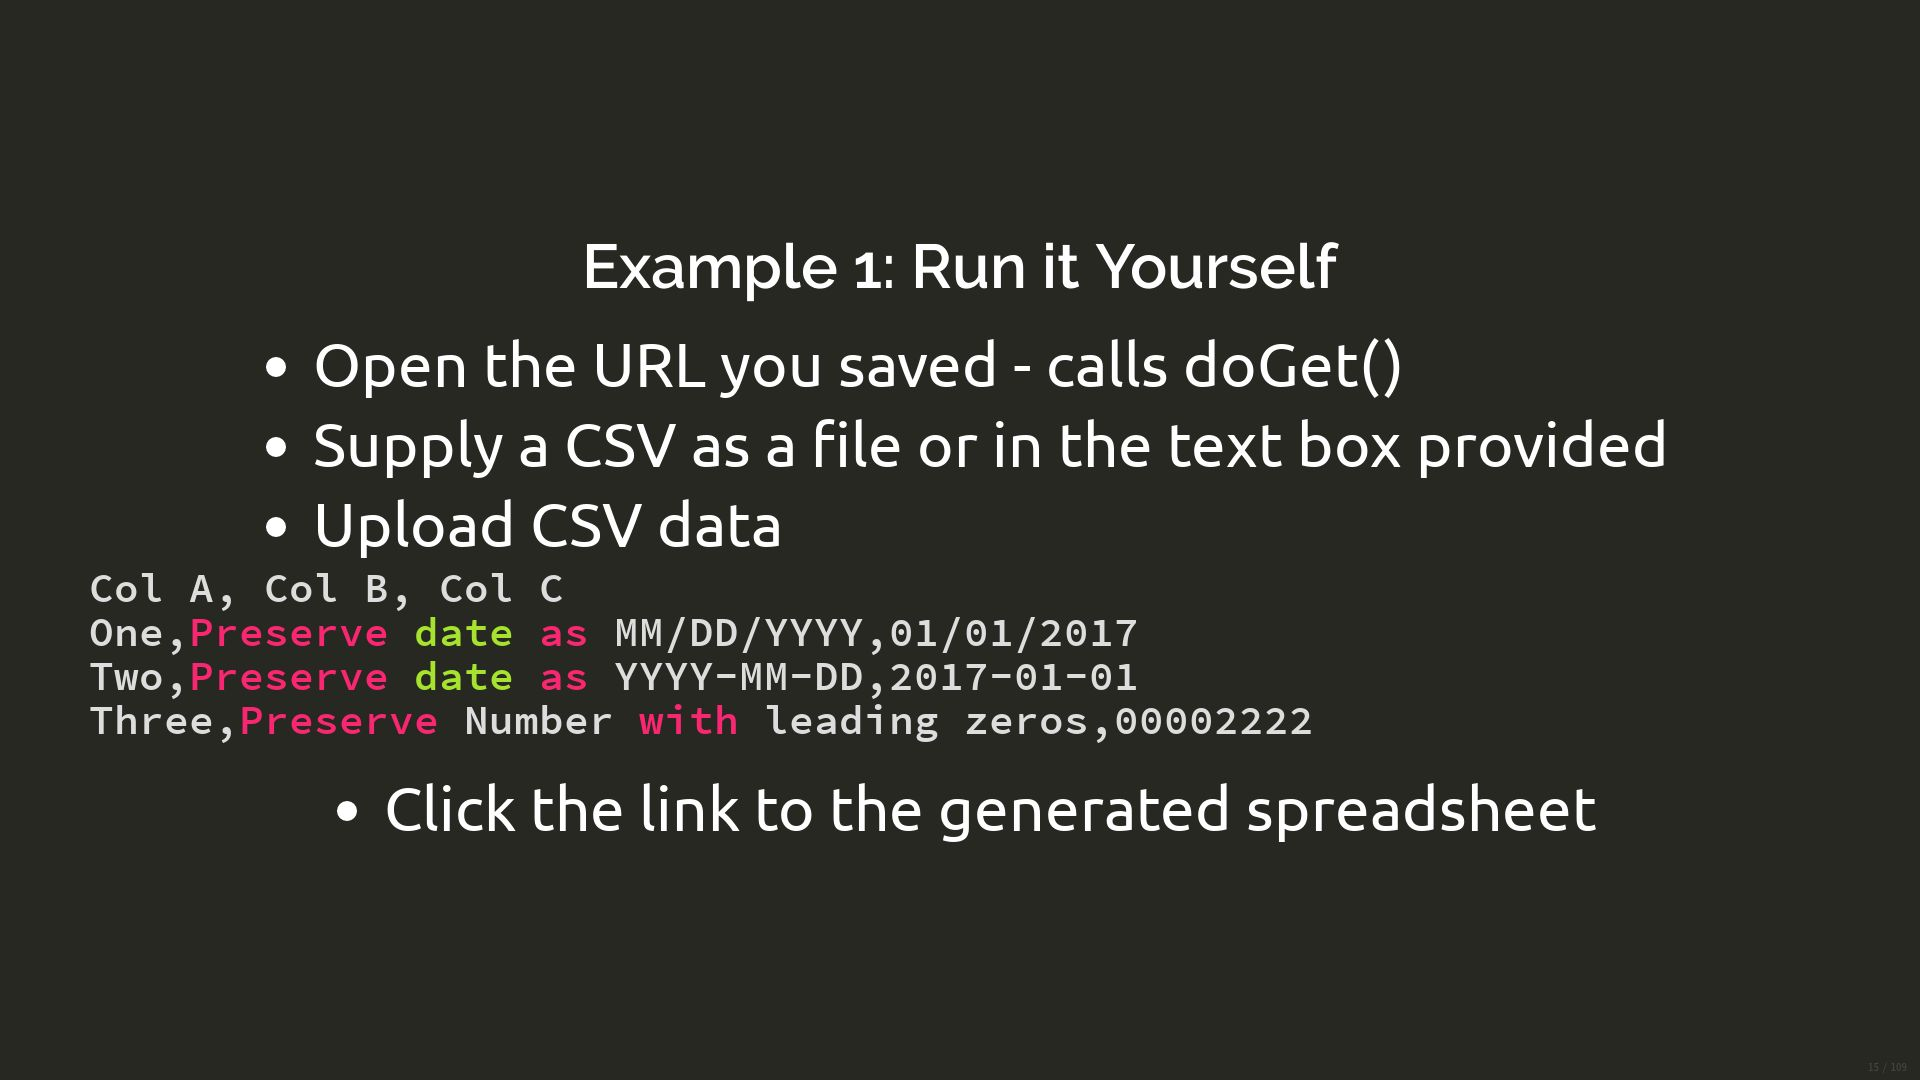 Example 1: Run it Yourself
• Open the URL you saved - calls doGet()
• Supply a CSV as a file or in the text box provided
• Upload CSV data
Col A, Col B, Col C
One,Preserve date as MM/DD/YYYY,01/01/2017
Two,Preserve date as YYYY-MM-DD,2017-01-01
Three,Preserve Number with leading zeros,00002222
• Click the link to the generated spreadsheet
15 / 109